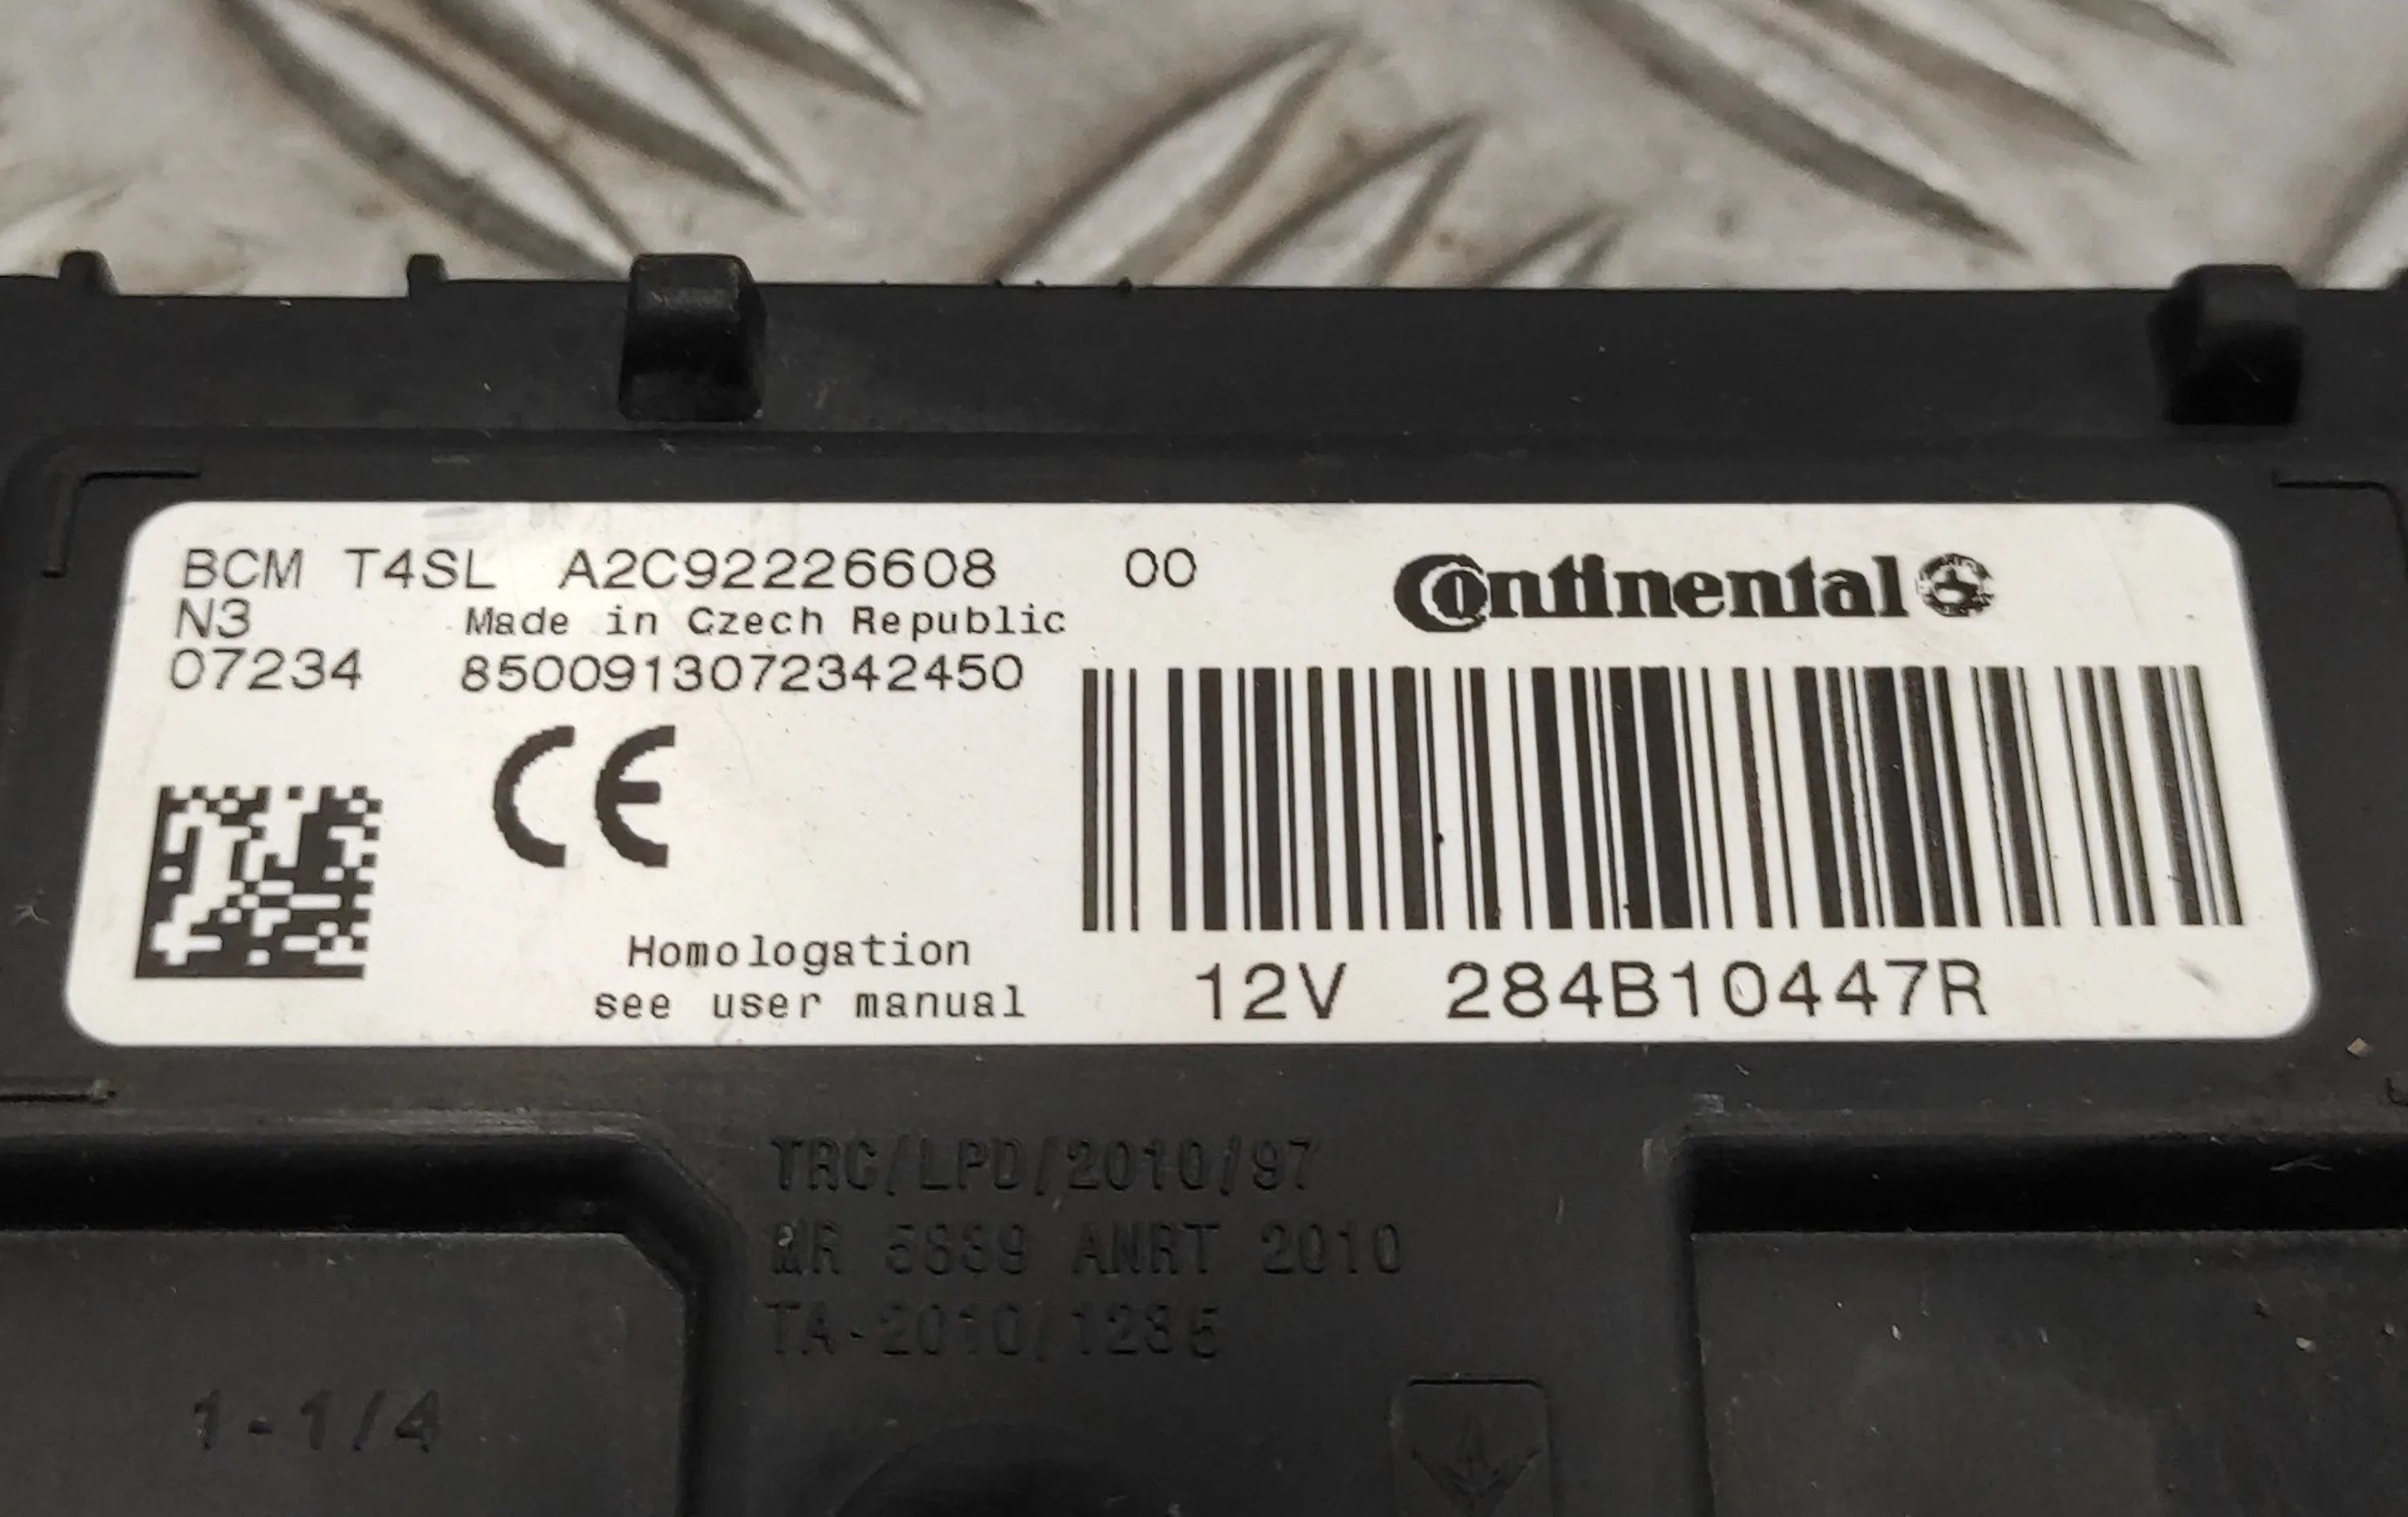 BCM T4SL A2C92226608 00
Continental
N3 Made in Czech Republic
07234 8500913072342450
CE
Homologation
see user manual
12V 284B10447R
TRC/LPD/2010/97
MR 5889 ANRT 2010
TA-2010/1235
1-1/4